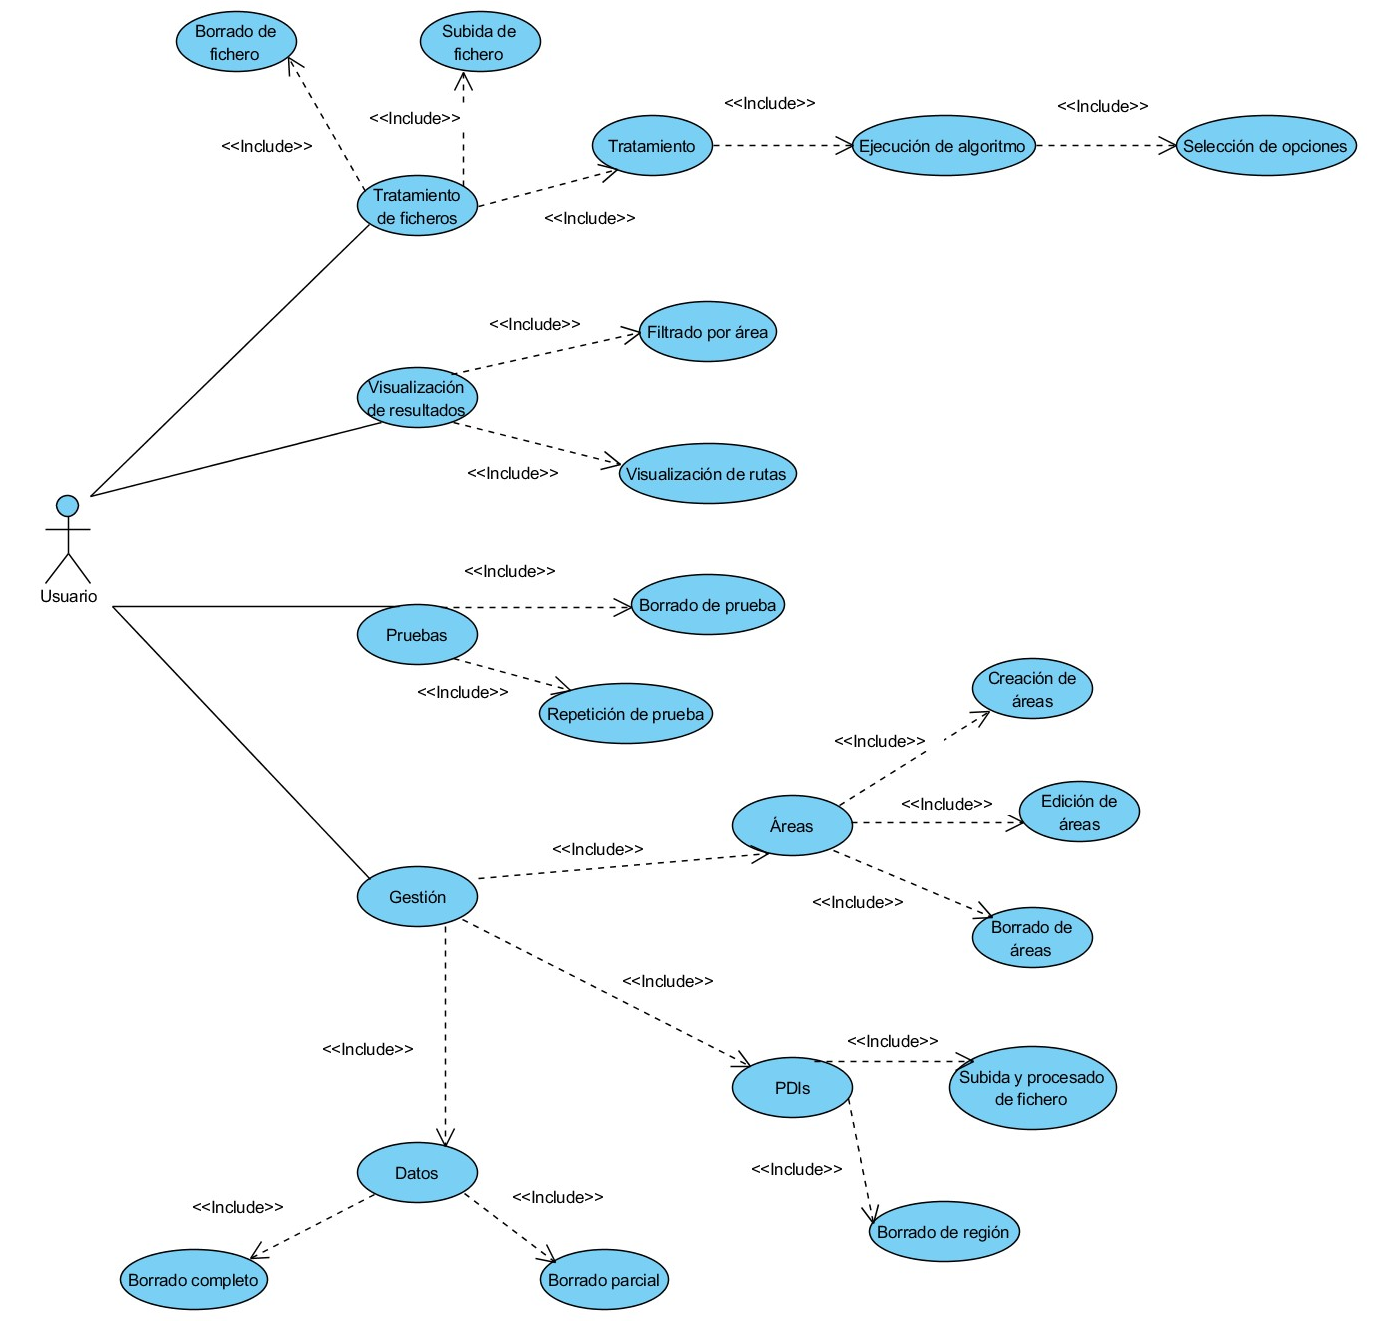 Borrado de
fichero
Subida de
fichero
<<Include>>
<<Include>>
<<Include>>
<<Include>>
Tratamiento
Ejecución de algoritmo
Selección de opciones
Tratamiento
de ficheros
<<Include>>
<<Include>>
Filtrado por área
Visualización
de resultados
<<Include>>
Visualización de rutas
Usuario
<<Include>>
Borrado de prueba
Pruebas
<<Include>>
Repetición de prueba
Creación de
áreas
<<Include>>
<<Include>>
Edición de
áreas
Áreas
<<Include>>
<<Include>>
Gestión
Borrado de
áreas
<<Include>>
<<Include>>
<<Include>>
PDIs
Subida y procesado
de fichero
<<Include>>
Datos
<<Include>>
<<Include>>
Borrado de región
Borrado completo
Borrado parcial